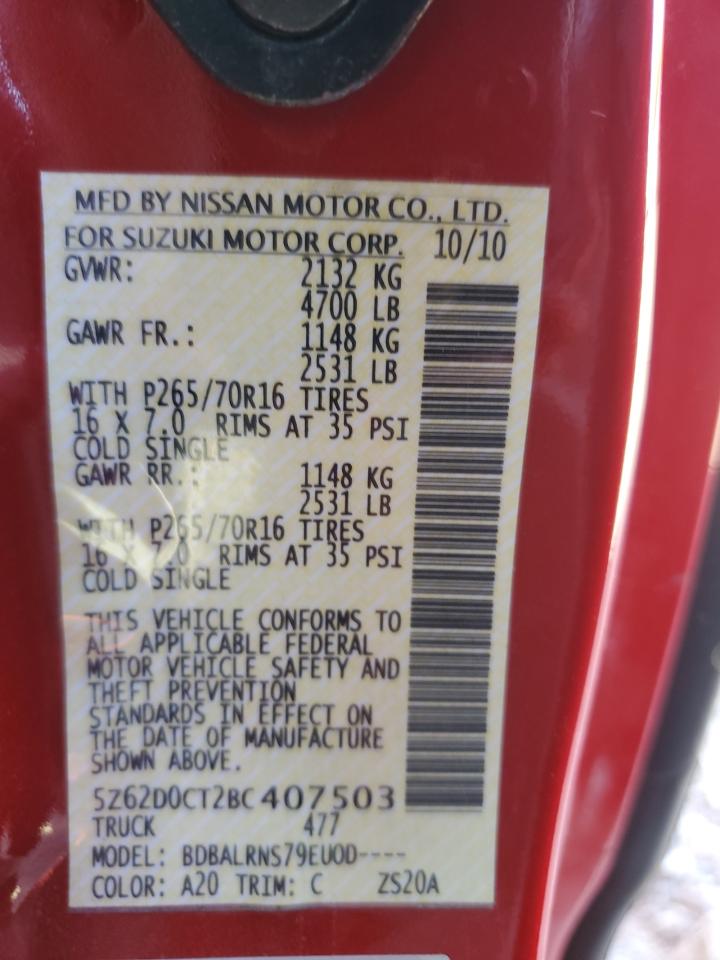 MFD BY NISSAN MOTOR CO., LTD.
FOR SUZUKI MOTOR CORP. 10/10
GVWR: 2132 KG
4700 LB
GAWR FR.: 1148 KG
2531 LB
WITH P265/70R16 TIRES
16 X 7.0 RIMS AT 35 PSI
COLD SINGLE
GAWR RR.: 1148 KG
2531 LB
WITH P265/70R16 TIRES
16 X 7.0 RIMS AT 35 PSI
COLD SINGLE
THIS VEHICLE CONFORMS TO
ALL APPLICABLE FEDERAL
MOTOR VEHICLE SAFETY AND
THEFT PREVENTION
STANDARDS IN EFFECT ON
THE DATE OF MANUFACTURE
SHOWN ABOVE.
5Z62D0CT2BC407503
TRUCK 477
MODEL: BDBALRNS79EUOD----
COLOR: A20 TRIM: C ZS20A